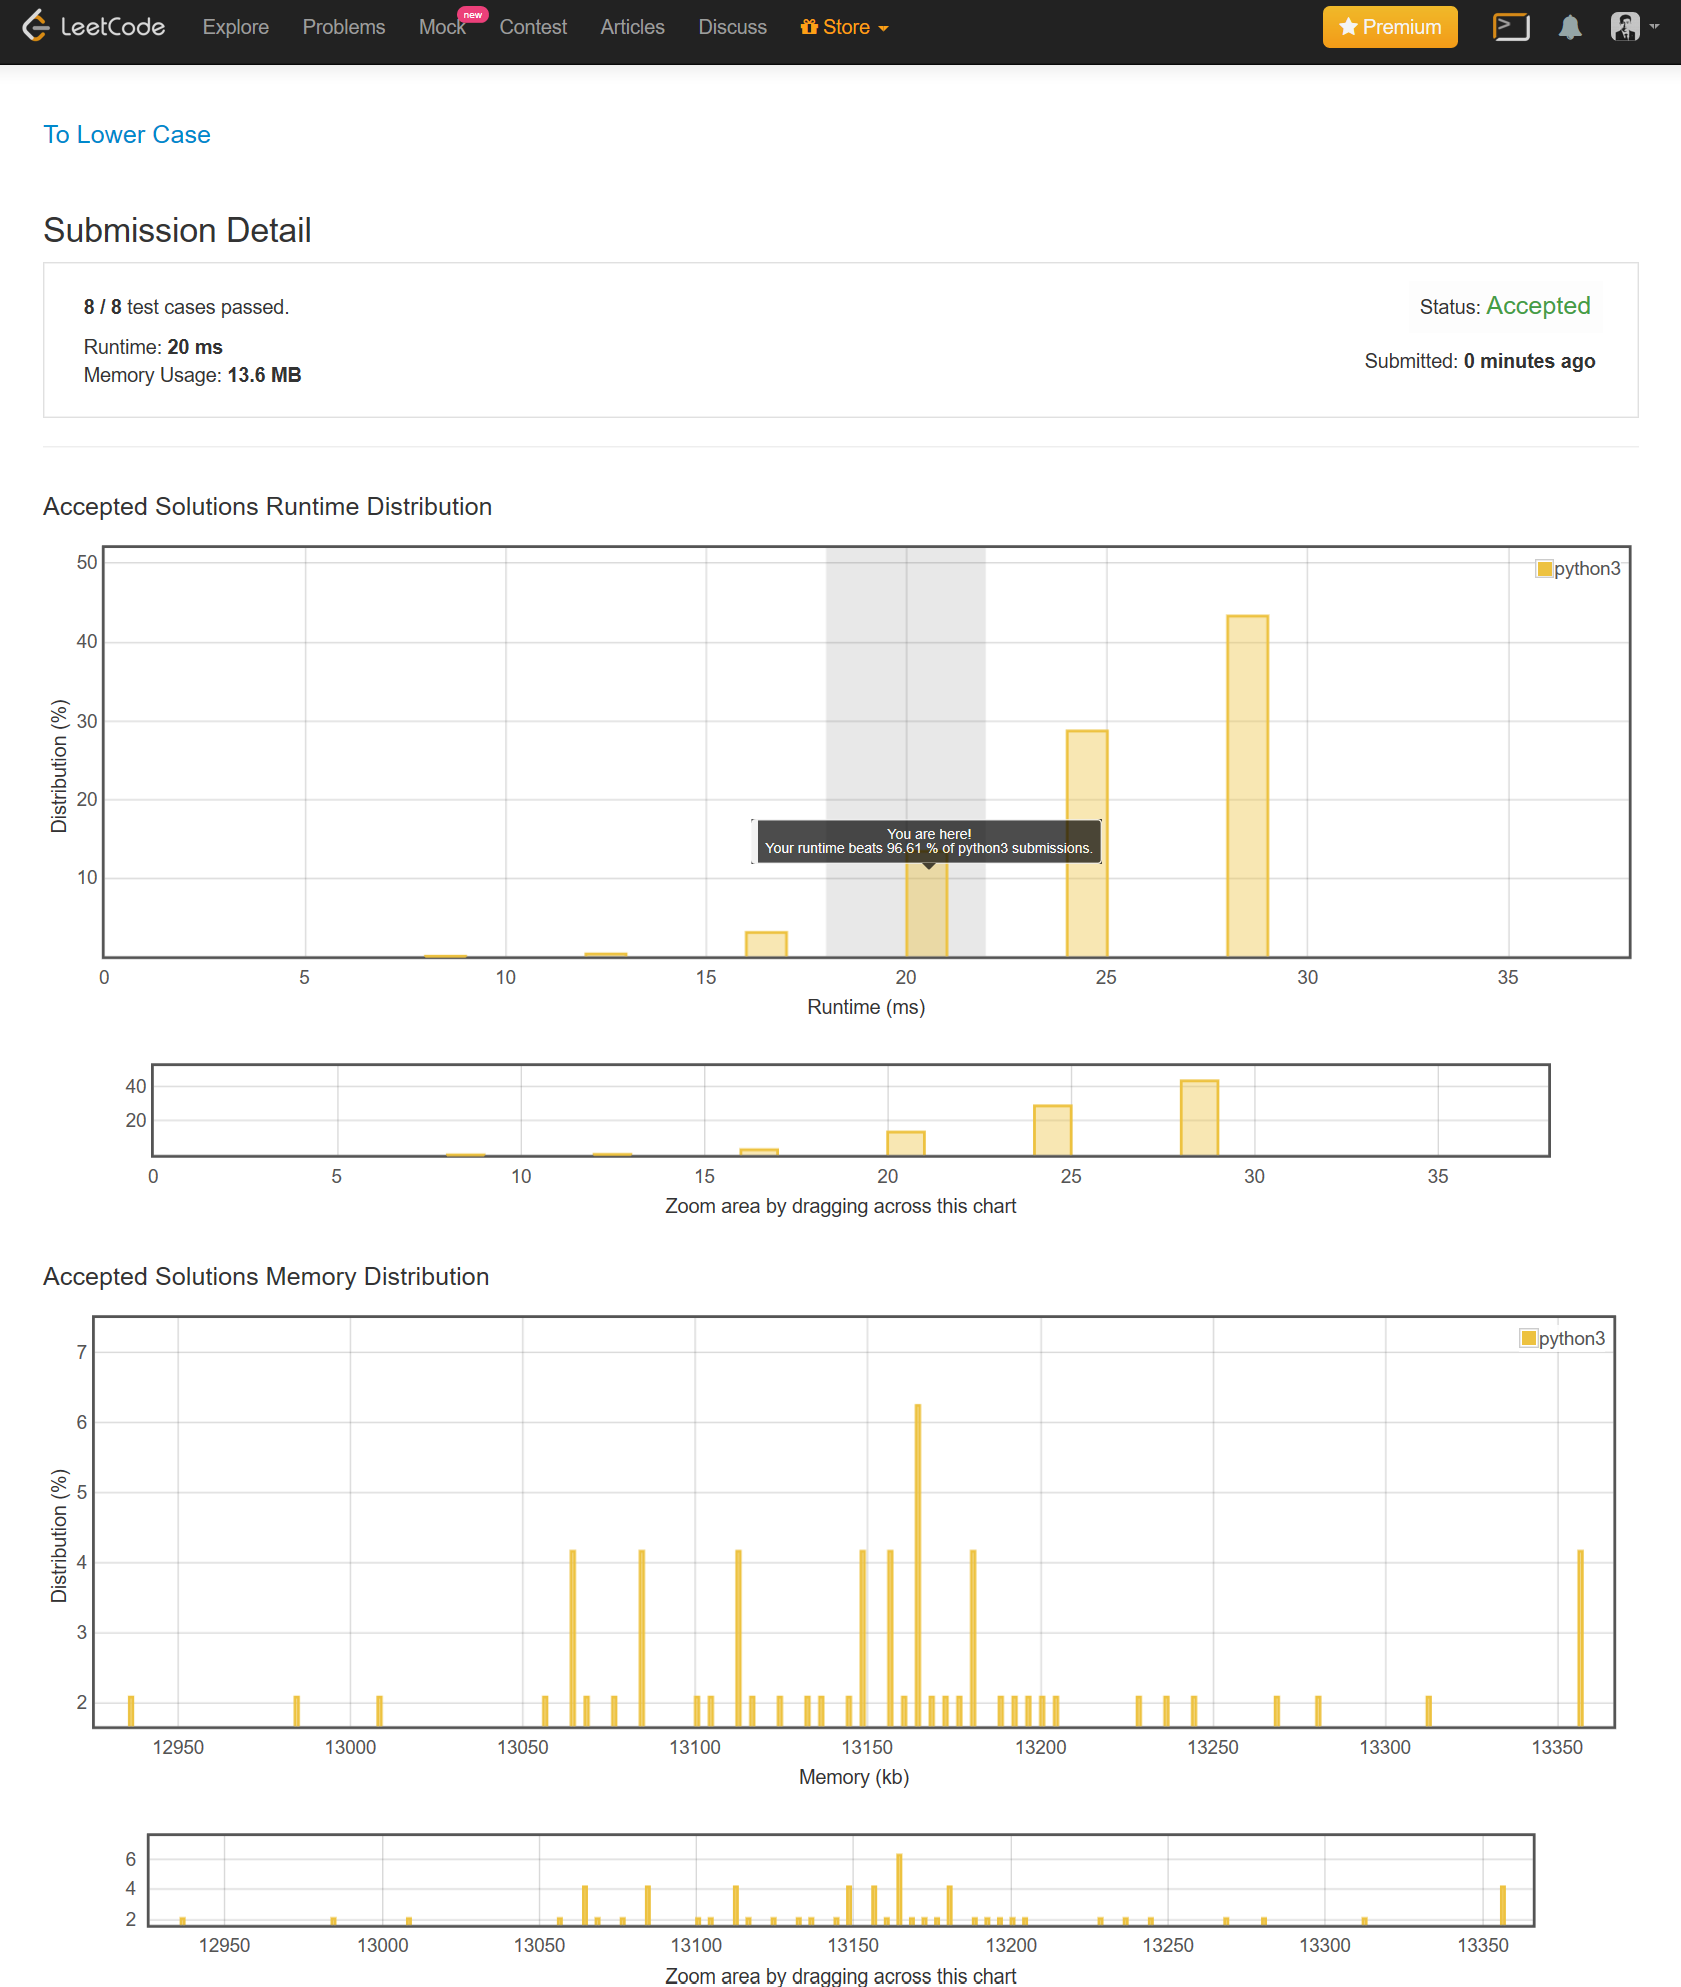 LeetCode Explore Problems Mock new Contest Articles Discuss Store Premium
To Lower Case
Submission Detail
8 / 8 test cases passed.
Status: Accepted
Runtime: 20 ms
Submitted: 0 minutes ago
Memory Usage: 13.6 MB
Accepted Solutions Runtime Distribution
50
40
30
20
10
Distribution (%)
python3
You are here!
Your runtime beats 96.61 % of python3 submissions.
0 5 10 15 20 25 30 35
Runtime (ms)
40
20
0 5 10 15 20 25 30 35
Zoom area by dragging across this chart
Accepted Solutions Memory Distribution
7
6
5
4
3
2
Distribution (%)
python3
12950 13000 13050 13100 13150 13200 13250 13300 13350
Memory (kb)
6
4
2
12950 13000 13050 13100 13150 13200 13250 13300 13350
Zoom area by dragging across this chart